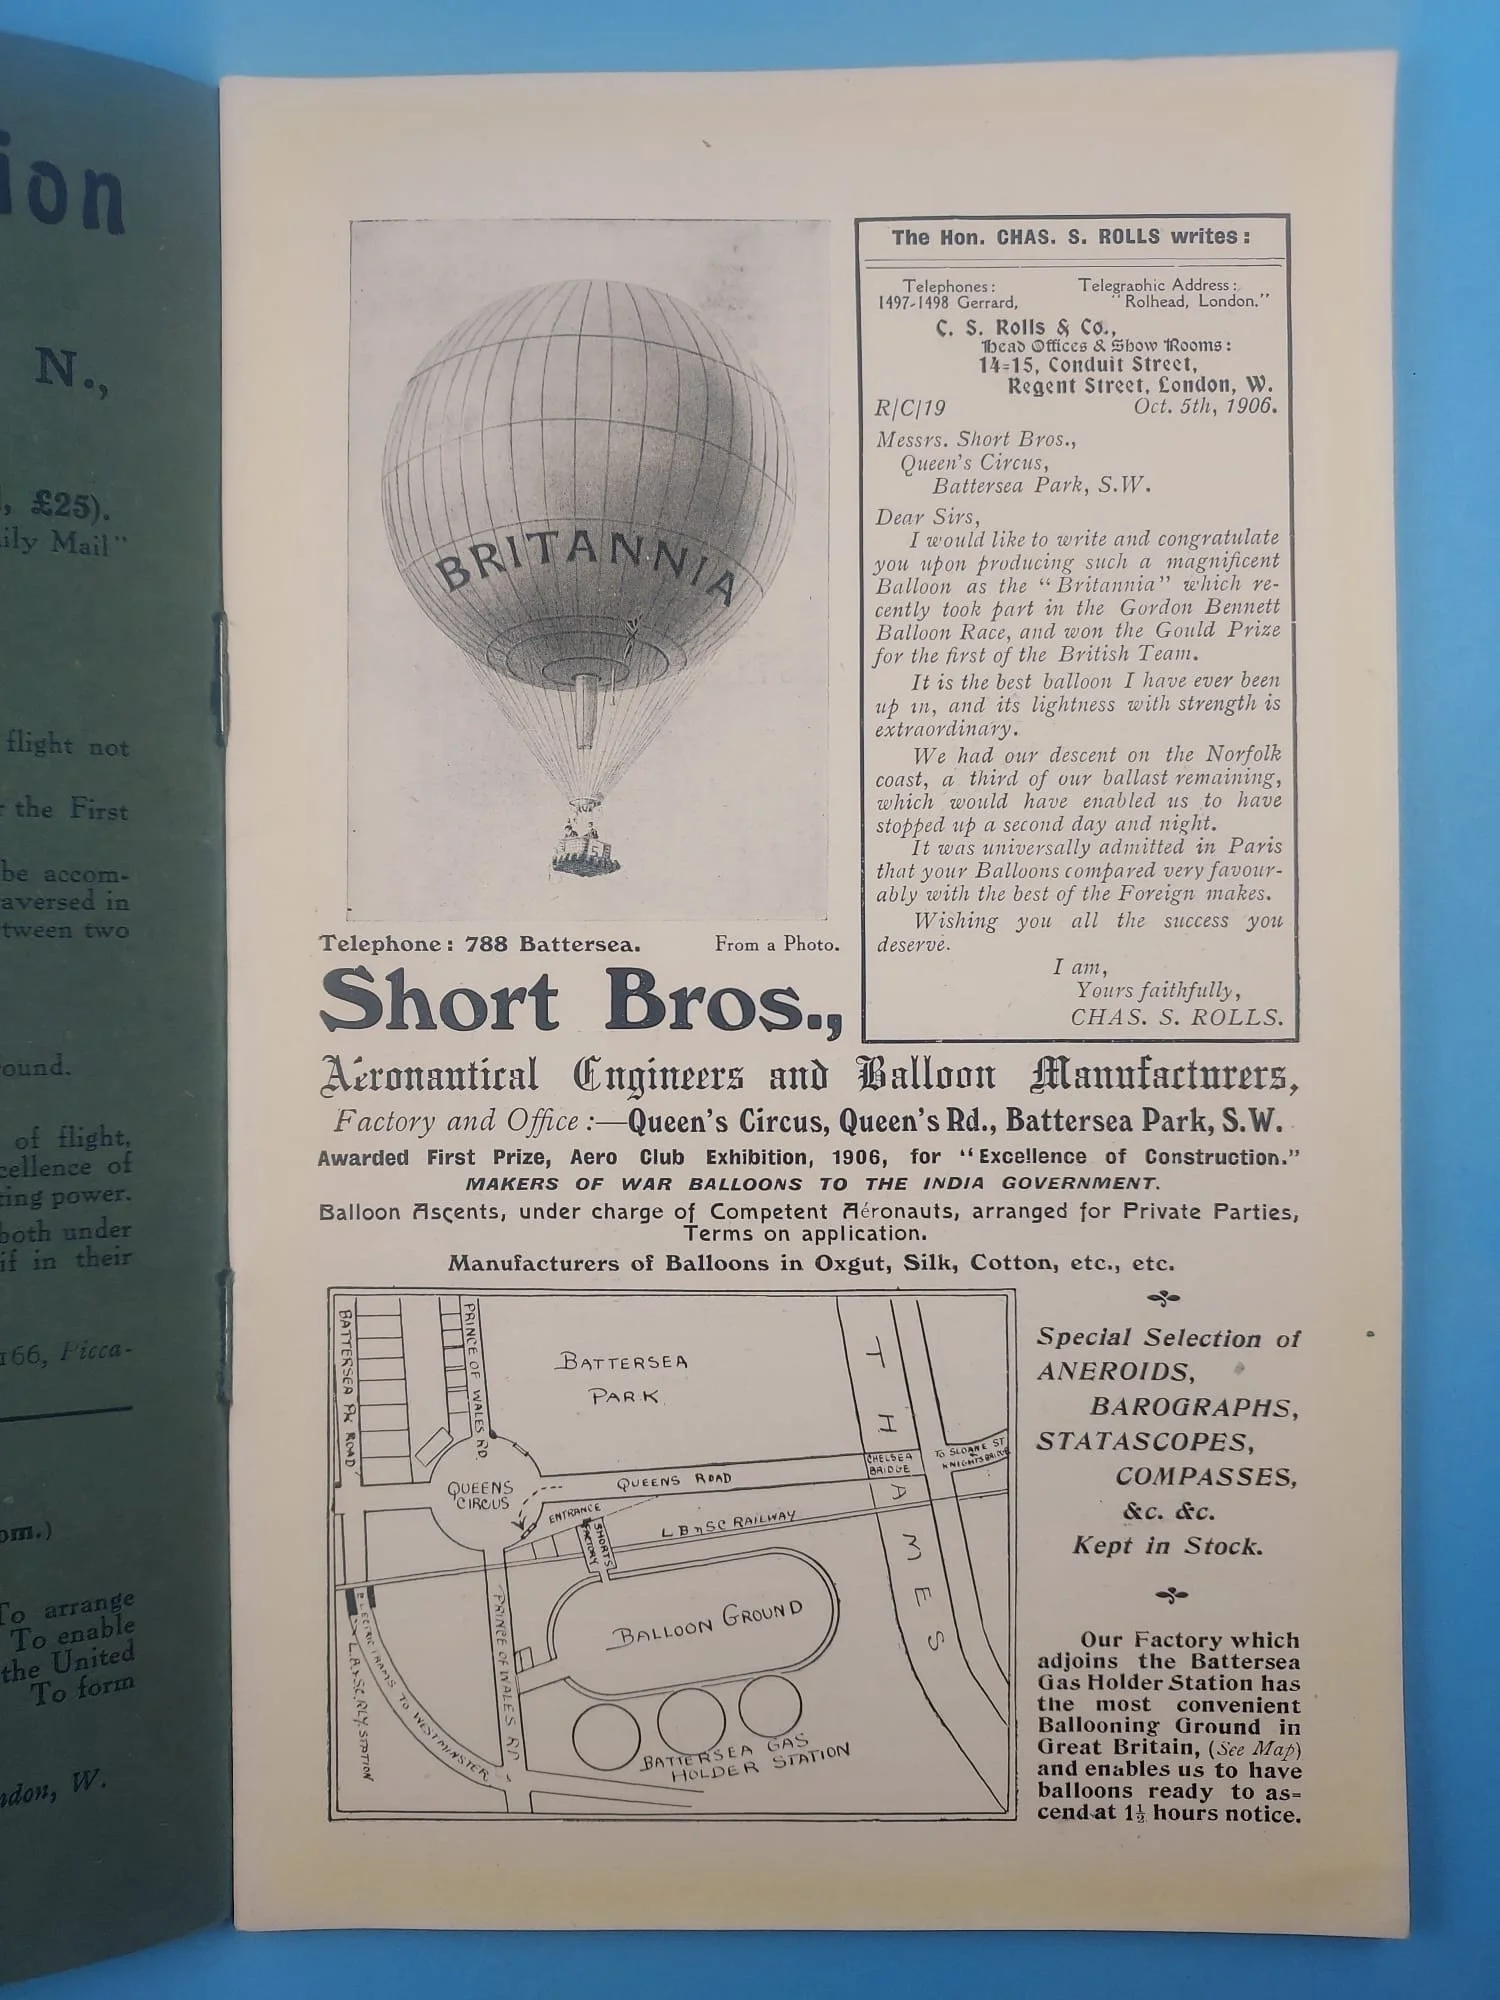 ion
N.,
, £25).
ily Mail"
flight not
the First
be accom-
aversed in
tween two
ound.
of flight,
cellence of
ing power.
both under
if in their
166, Picca-
om.)
To arrange
To enable
the United
To form
ndon, W.
BRITANNIA
5
Telephone: 788 Battersea. From a Photo.
The Hon. CHAS. S. ROLLS writes:
Telephones: Telegraphic Address:
1497-1498 Gerrard, "Rolhead, London."
C. S. Rolls & Co.,
Head Offices & Show Rooms:
14-15, Conduit Street,
Regent Street, London, W.
R/C/19 Oct. 5th, 1906.
Messrs. Short Bros.,
Queen's Circus,
Battersea Park, S.W.
Dear Sirs,
I would like to write and congratulate
you upon producing such a magnificent
Balloon as the "Britannia" which re-
cently took part in the Gordon Bennett
Balloon Race, and won the Gould Prize
for the first of the British Team.
It is the best balloon I have ever been
up in, and its lightness with strength is
extraordinary.
We had our descent on the Norfolk
coast, a third of our ballast remaining,
which would have enabled us to have
stopped up a second day and night.
It was universally admitted in Paris
that your Balloons compared very favour-
ably with the best of the Foreign makes.
Wishing you all the success you
deserve.
I am,
Yours faithfully,
CHAS. S. ROLLS.
Short Bros.,
Aëronautical Engineers and Balloon Manufacturers,
Factory and Office:—Queen's Circus, Queen's Rd., Battersea Park, S.W.
Awarded First Prize, Aero Club Exhibition, 1906, for "Excellence of Construction."
MAKERS OF WAR BALLOONS TO THE INDIA GOVERNMENT.
Balloon Ascents, under charge of Competent Aéronauts, arranged for Private Parties,
Terms on application.
Manufacturers of Balloons in Oxgut, Silk, Cotton, etc., etc.
BATTERSEA PK ROAD
PRINCE OF WALES RD.
BATTERSEA
PARK
THAMES
QUEENS
CIRCUS
QUEENS ROAD
CHELSEA
BRIDGE
TO SLOANE ST
KNIGHTSBRIDGE
ENTRANCE
SHORTS
FACTORY
L B & SC RAILWAY
BALLOON GROUND
PRINCE OF WALES RD
ELECTRIC TRAMS TO WESTMINSTER
L.B & SC. RLY. STATION
BATTERSEA GAS
HOLDER STATION
Special Selection of
ANEROIDS,
BAROGRAPHS,
STATASCOPES,
COMPASSES,
&c. &c.
Kept in Stock.
Our Factory which
adjoins the Battersea
Gas Holder Station has
the most convenient
Ballooning Ground in
Great Britain, (See Map)
and enables us to have
balloons ready to as-
cend at 1½ hours notice.